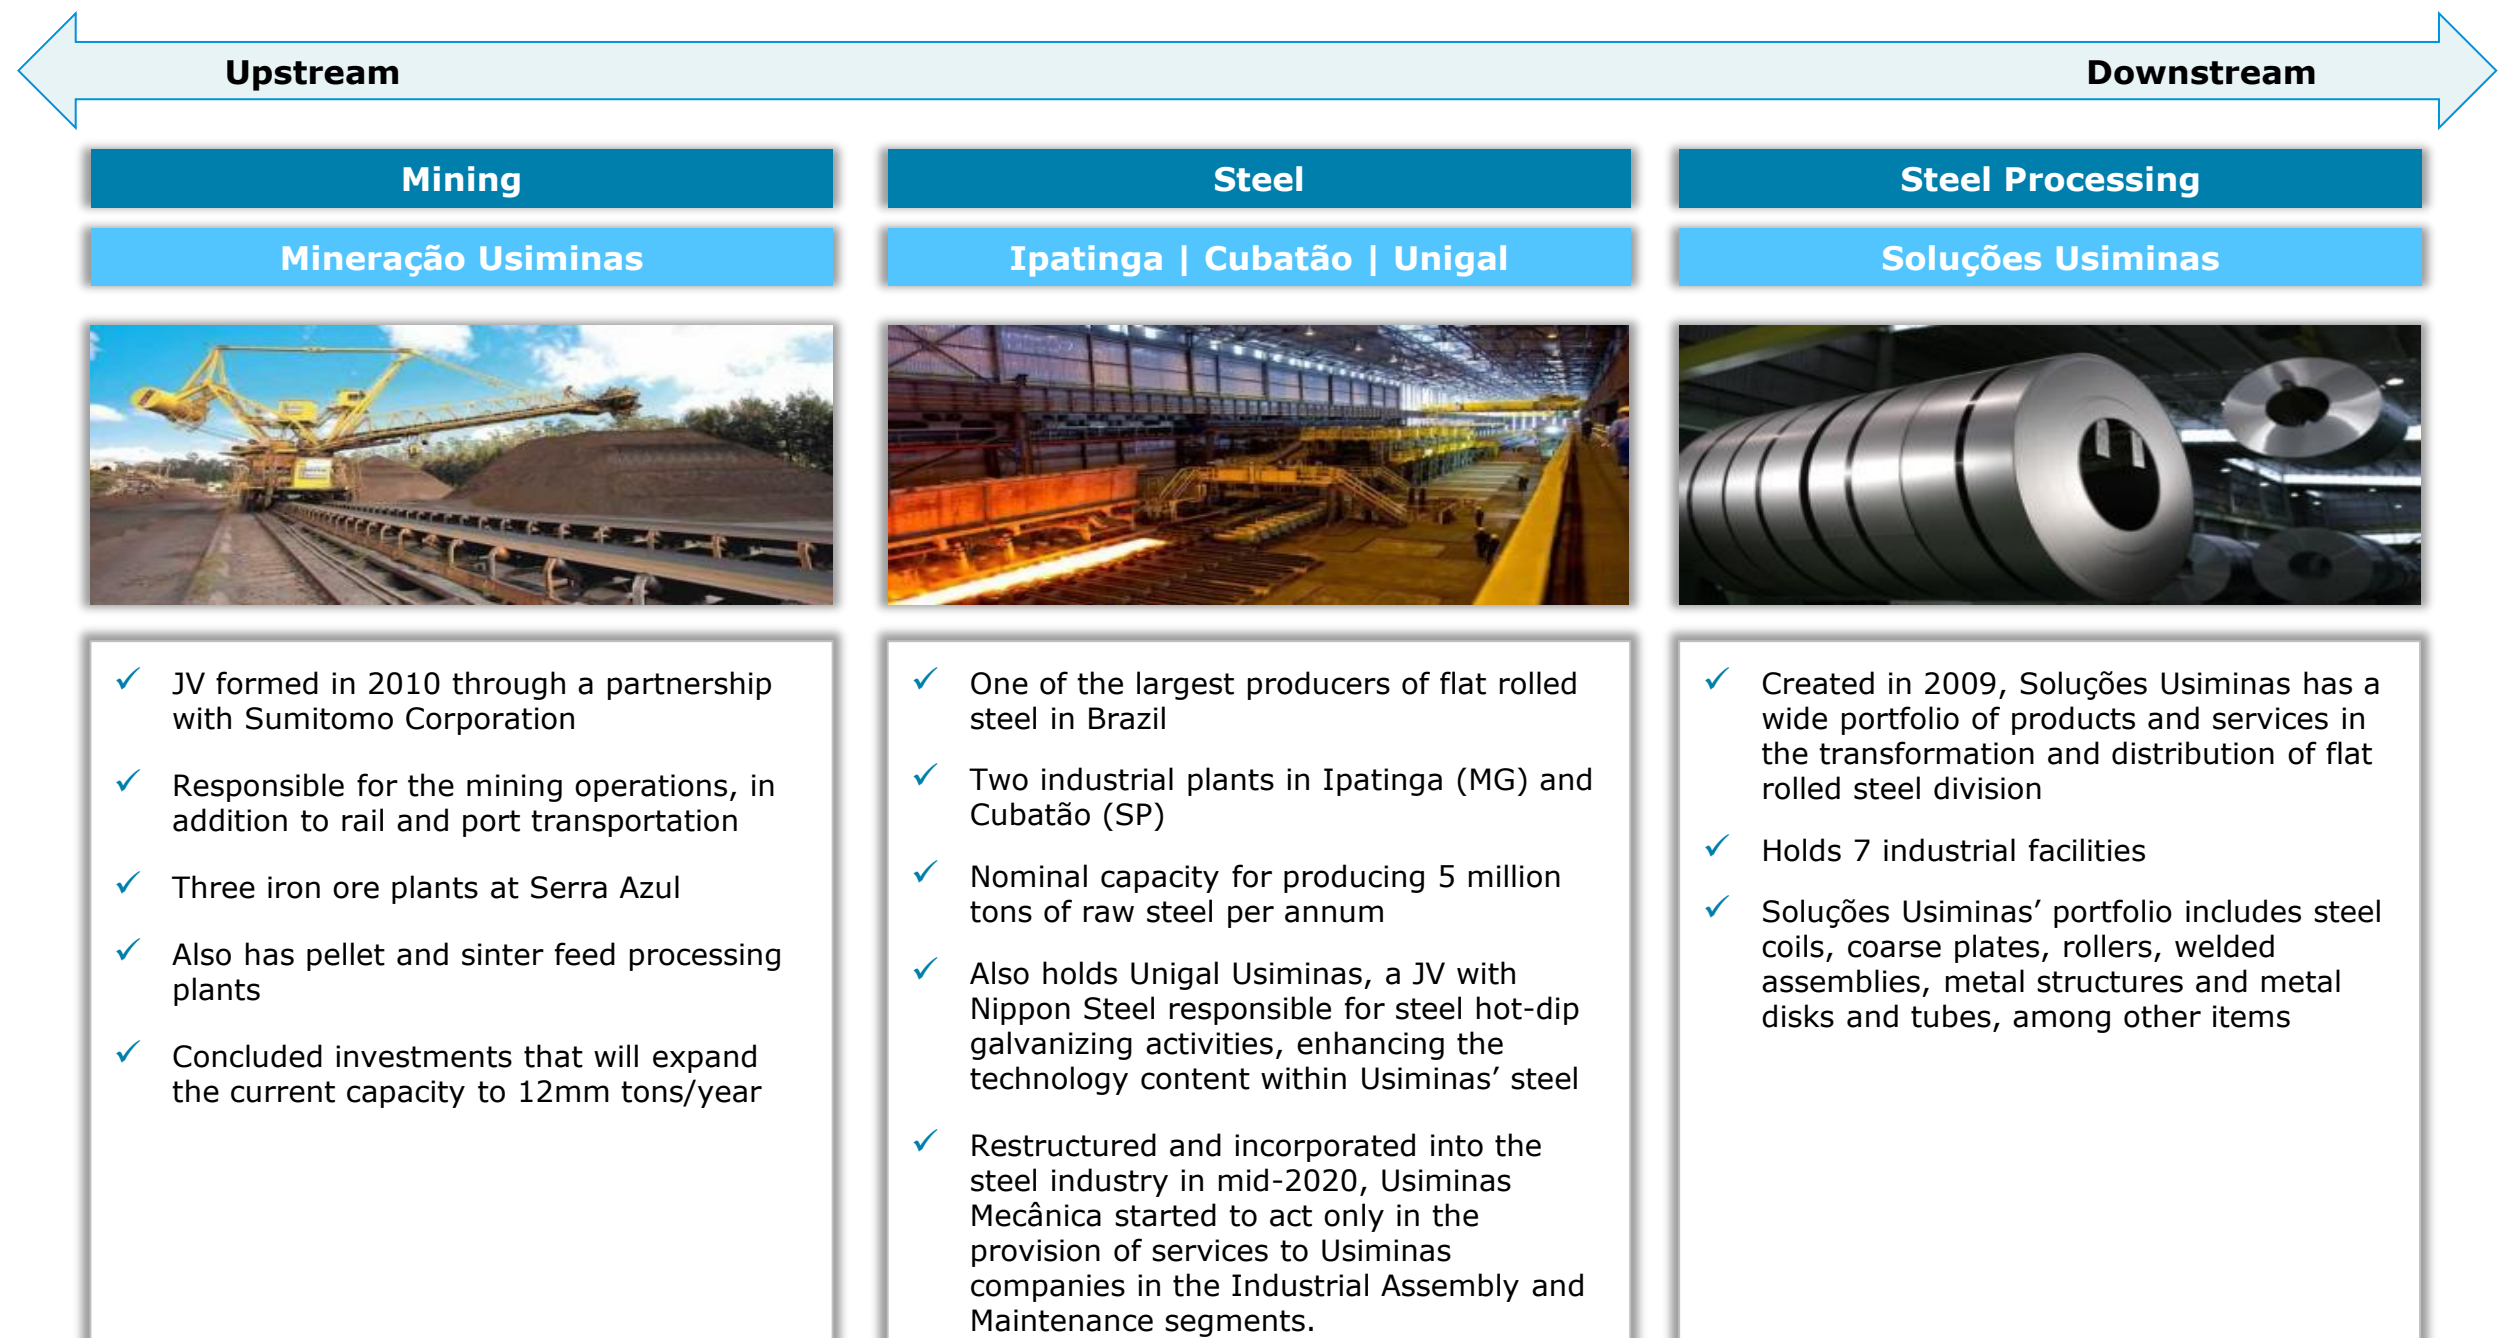 Upstream
Downstream
Mining
Mineração Usiminas
JV formed in 2010 through a partnership
with Sumitomo Corporation
Responsible for the mining operations, in
addition to rail and port transportation
Three iron ore plants at Serra Azul
Also has pellet and sinter feed processing
plants
Concluded investments that will expand
the current capacity to 12mm tons/year
Steel
Ipatinga | Cubatão | Unigal
One of the largest producers of flat rolled
steel in Brazil
Two industrial plants in Ipatinga (MG) and
Cubatão (SP)
Nominal capacity for producing 5 million
tons of raw steel per annum
Also holds Unigal Usiminas, a JV with
Nippon Steel responsible for steel hot-dip
galvanizing activities, enhancing the
technology content within Usiminas’ steel
Restructured and incorporated into the
steel industry in mid-2020, Usiminas
Mecânica started to act only in the
provision of services to Usiminas
companies in the Industrial Assembly and
Maintenance segments.
Steel Processing
Soluções Usiminas
Created in 2009, Soluções Usiminas has a
wide portfolio of products and services in
the transformation and distribution of flat
rolled steel division
Holds 7 industrial facilities
Soluções Usiminas’ portfolio includes steel
coils, coarse plates, rollers, welded
assemblies, metal structures and metal
disks and tubes, among other items